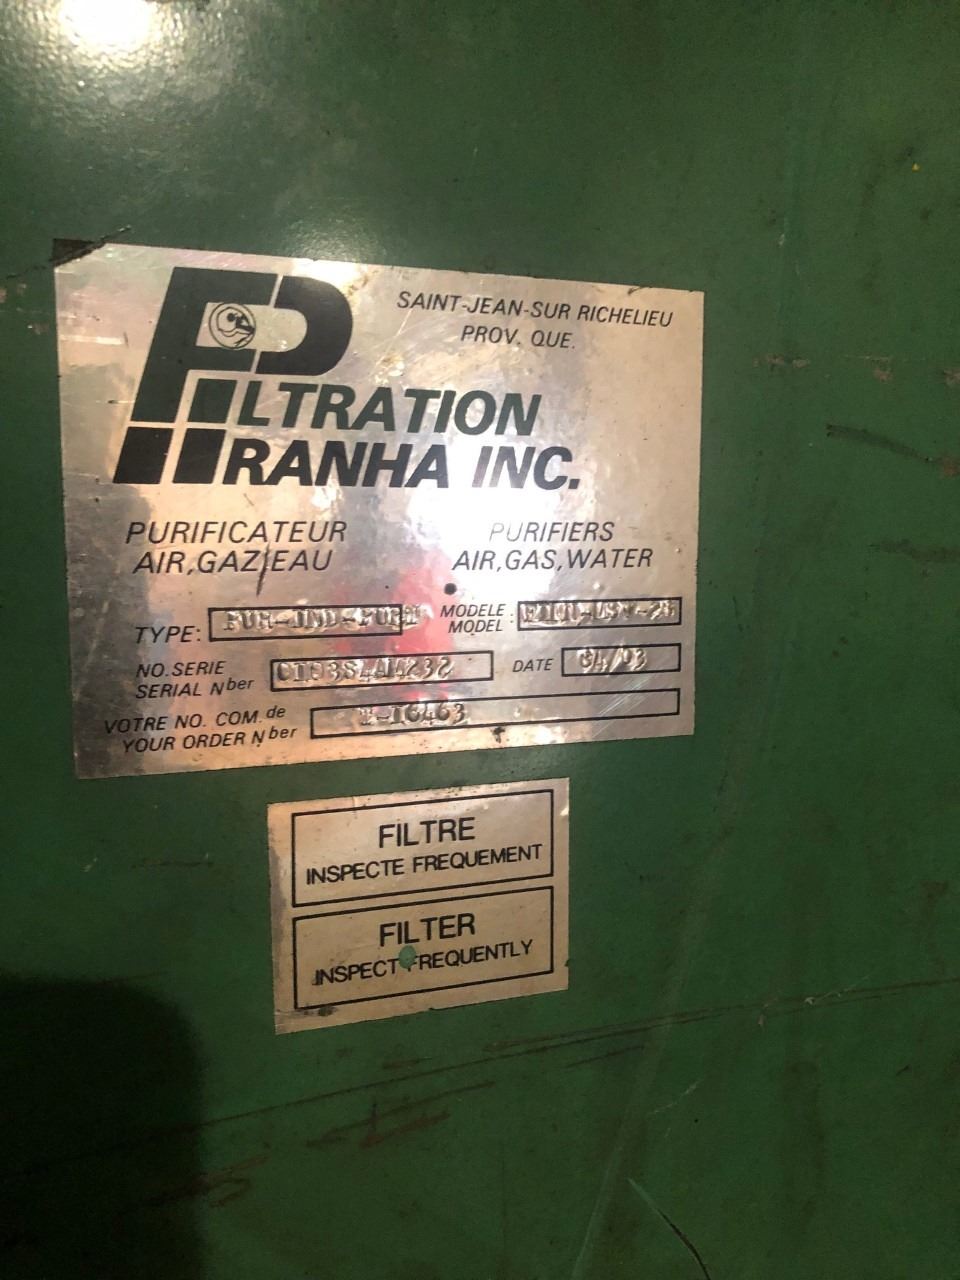 SAINT-JEAN-SUR RICHELIEU
PROV. QUE.
FILTRATION
PIRANHA INC.
PURIFICATEUR
AIR,GAZ,EAU
PURIFIERS
AIR,GAS,WATER
TYPE:
MODELE
MODEL :
NO.SERIE
SERIAL Nber
DATE 04/93
VOTRE NO. COM. de
YOUR ORDER Nber
FILTRE
INSPECTE FREQUEMENT
FILTER
INSPECT FREQUENTLY